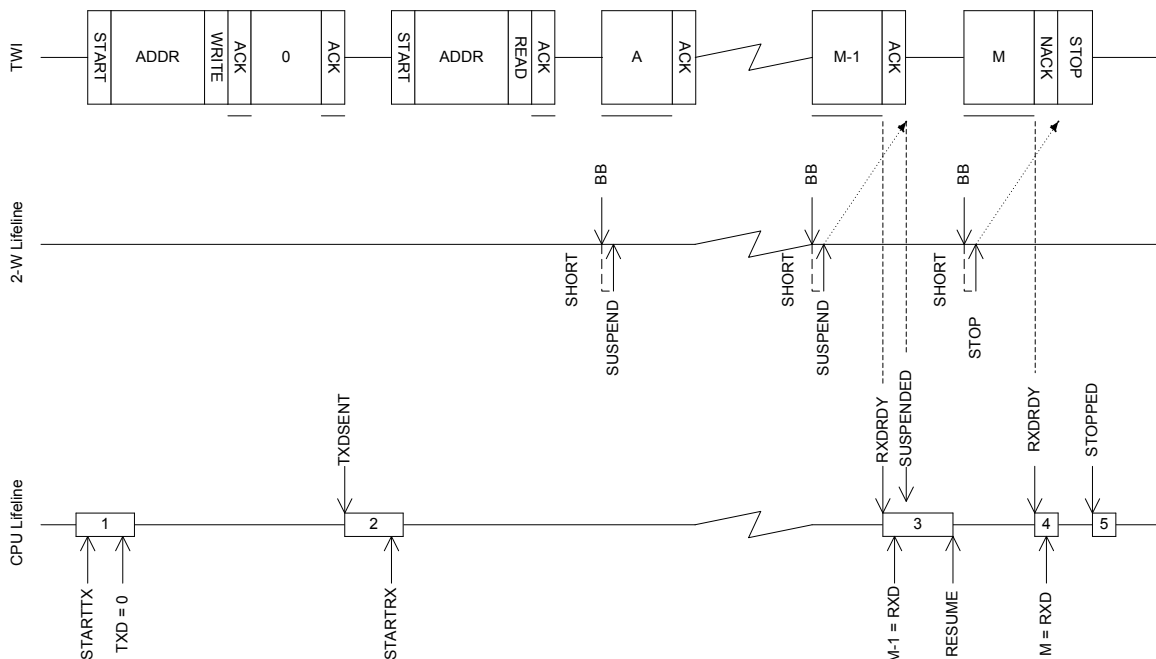 TWI
START
ADDR
WRITE
ACK
0
ACK
START
ADDR
READ
ACK
A
ACK
M-1
ACK
M
NACK
STOP
2-W Lifeline
BB
SHORT
SUSPEND
BB
SHORT
SUSPEND
BB
SHORT
STOP
CPU Lifeline
1
STARTTX
TXD = 0
TXDSENT
2
STARTRX
RXDRDY
SUSPENDED
3
M-1 = RXD
RESUME
RXDRDY
4
M = RXD
STOPPED
5